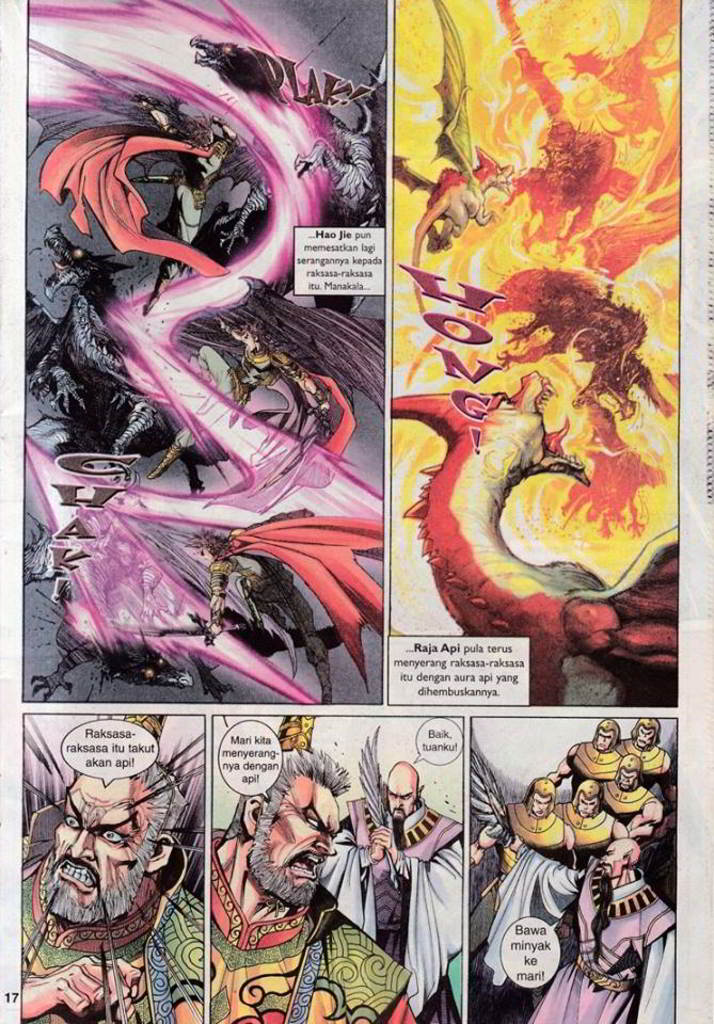 PLAK!!
...Hao Jie pun
memesatkan lagi
serangannya kepada
raksasa-raksasa
itu. Manakala...
CHAK!
HONG!
...Raja Api pula terus
menyerang raksasa-raksasa
itu dengan aura api yang
dihembuskannya.
Raksasa-
raksasa itu takut
akan api!
Mari kita
menyerang-
nya dengan
api!
Baik,
tuanku!
Bawa
minyak
ke
mari!
17